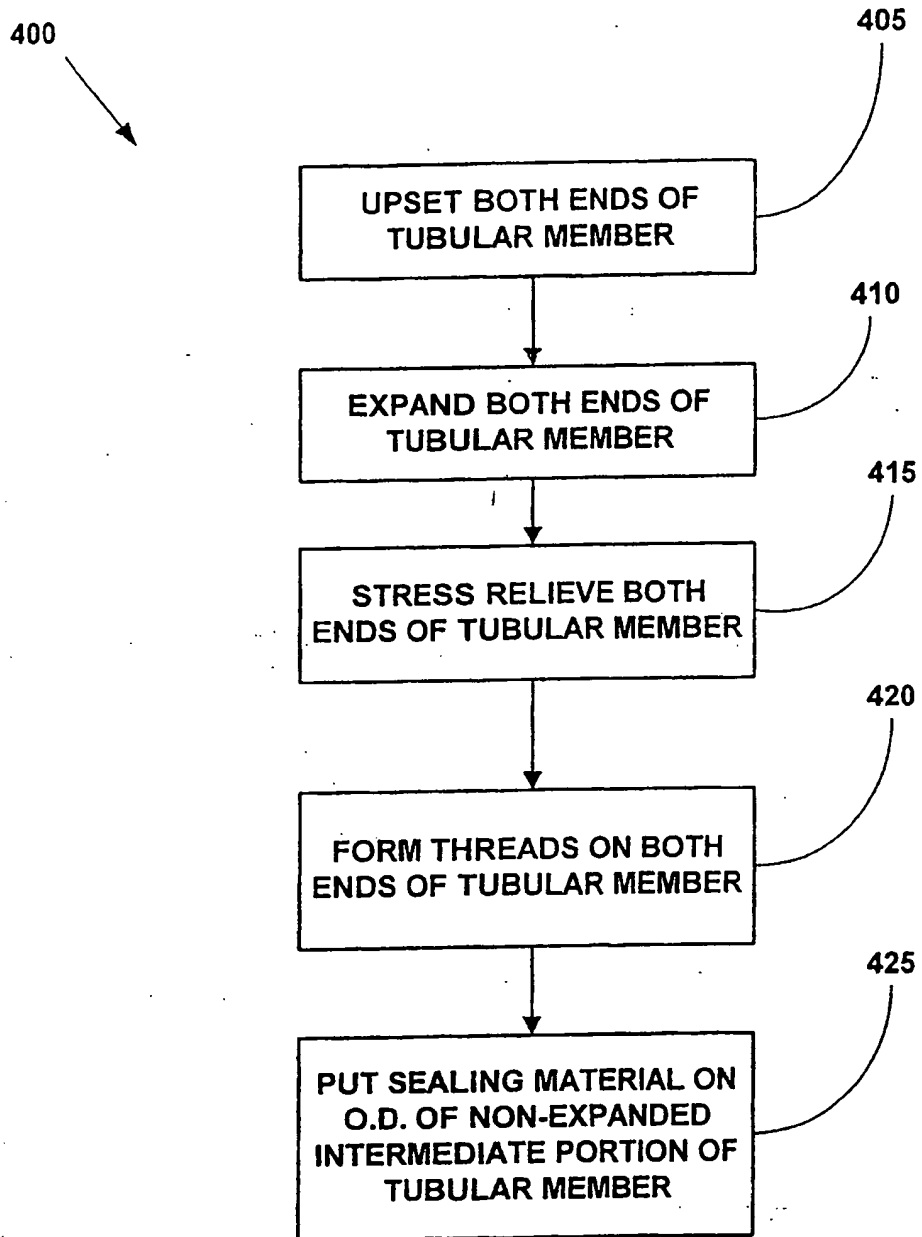 400
405
UPSET BOTH ENDS OF
TUBULAR MEMBER
410
EXPAND BOTH ENDS OF
TUBULAR MEMBER
415
STRESS RELIEVE BOTH
ENDS OF TUBULAR MEMBER
420
FORM THREADS ON BOTH
ENDS OF TUBULAR MEMBER
425
PUT SEALING MATERIAL ON
O.D. OF NON-EXPANDED
INTERMEDIATE PORTION OF
TUBULAR MEMBER